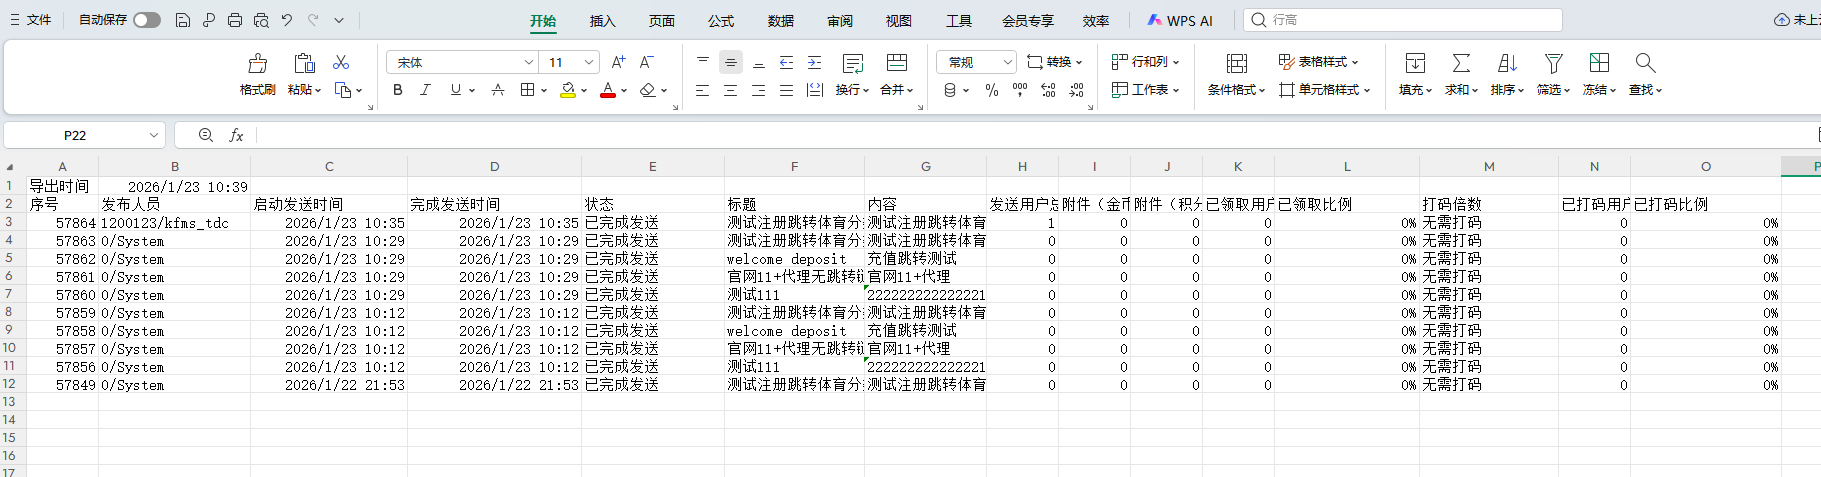 文件 自动保存 开始 插入 页面 公式 数据 审阅 视图 工具 会员专享 效率 WPS AI 行高 未上
宋体 11 A+ A- 常规 转换 行和列 表格样式
格式刷 粘贴 B I U A A 换行 合并 % 工作表 条件格式 单元格样式 填充 求和 排序 筛选 冻结 查找
P22 fx
A B C D E F G H I J K L M N O P
1 导出时间 2026/1/23 10:39
2 序号 发布人员 启动发送时间 完成发送时间 状态 标题 内容 发送用户总 附件（金币 附件（积分 已领取用户 已领取比例 打码倍数 已打码用户 已打码比例
3 57864 1200123/kfms_tdc 2026/1/23 10:35 2026/1/23 10:35 已完成发送 测试注册跳转体育分类 测试注册跳转体育 1 0 0 0 0% 无需打码 0 0%
4 57863 0/System 2026/1/23 10:29 2026/1/23 10:29 已完成发送 测试注册跳转体育分类 测试注册跳转体育 0 0 0 0 0% 无需打码 0 0%
5 57862 0/System 2026/1/23 10:29 2026/1/23 10:29 已完成发送 welcome deposit 充值跳转测试 0 0 0 0 0% 无需打码 0 0%
6 57861 0/System 2026/1/23 10:29 2026/1/23 10:29 已完成发送 官网11+代理无跳转链 官网11+代理 0 0 0 0 0% 无需打码 0 0%
7 57860 0/System 2026/1/23 10:29 2026/1/23 10:29 已完成发送 测试111 2222222222222221 0 0 0 0 0% 无需打码 0 0%
8 57859 0/System 2026/1/23 10:12 2026/1/23 10:12 已完成发送 测试注册跳转体育分类 测试注册跳转体育 0 0 0 0 0% 无需打码 0 0%
9 57858 0/System 2026/1/23 10:12 2026/1/23 10:12 已完成发送 welcome deposit 充值跳转测试 0 0 0 0 0% 无需打码 0 0%
10 57857 0/System 2026/1/23 10:12 2026/1/23 10:12 已完成发送 官网11+代理无跳转链 官网11+代理 0 0 0 0 0% 无需打码 0 0%
11 57856 0/System 2026/1/23 10:12 2026/1/23 10:12 已完成发送 测试111 2222222222222221 0 0 0 0 0% 无需打码 0 0%
12 57849 0/System 2026/1/22 21:53 2026/1/22 21:53 已完成发送 测试注册跳转体育分类 测试注册跳转体育 0 0 0 0 0% 无需打码 0 0%
13
14
15
16
17